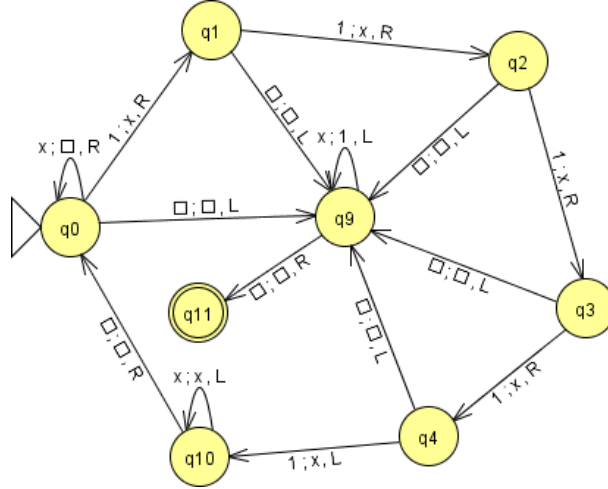 q1
1 ; x , R
q2
x ; □ , R
1 ; x , R
□ ; □ , L
x ; 1 , L
□ ; □ , L
1 ; x , R
q0
□ ; □ , L
q9
□ ; □ , R
□ ; □ , L
q3
q11
□ ; □ , R
□ ; □ , L
1 ; x , R
x ; x , L
q10
1 ; x , L
q4